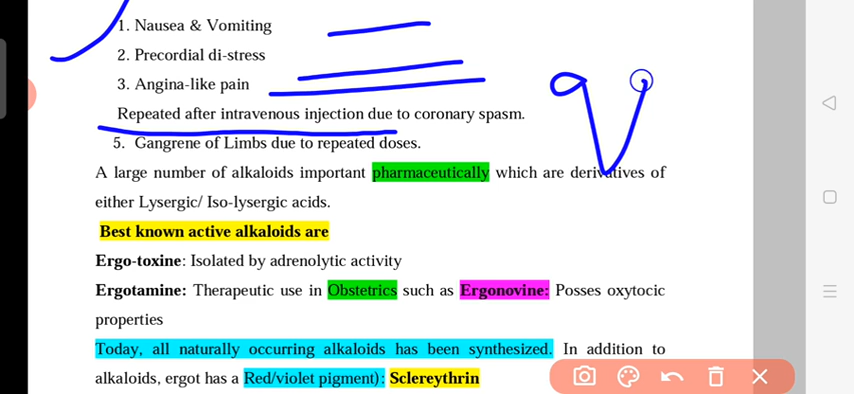 1. Nausea & Vomiting
2. Precordial di-stress
3. Angina-like pain
Repeated after intravenous injection due to coronary spasm.
5. Gangrene of Limbs due to repeated doses.
A large number of alkaloids important pharmaceutically which are derivatives of
either Lysergic/ Iso-lysergic acids.
Best known active alkaloids are
Ergo-toxine: Isolated by adrenolytic activity
Ergotamine: Therapeutic use in Obstetrics such as Ergonovine: Posses oxytocic
properties
Today, all naturally occurring alkaloids has been synthesized. In addition to
alkaloids, ergot has a Red/violet pigment): Sclereythrin